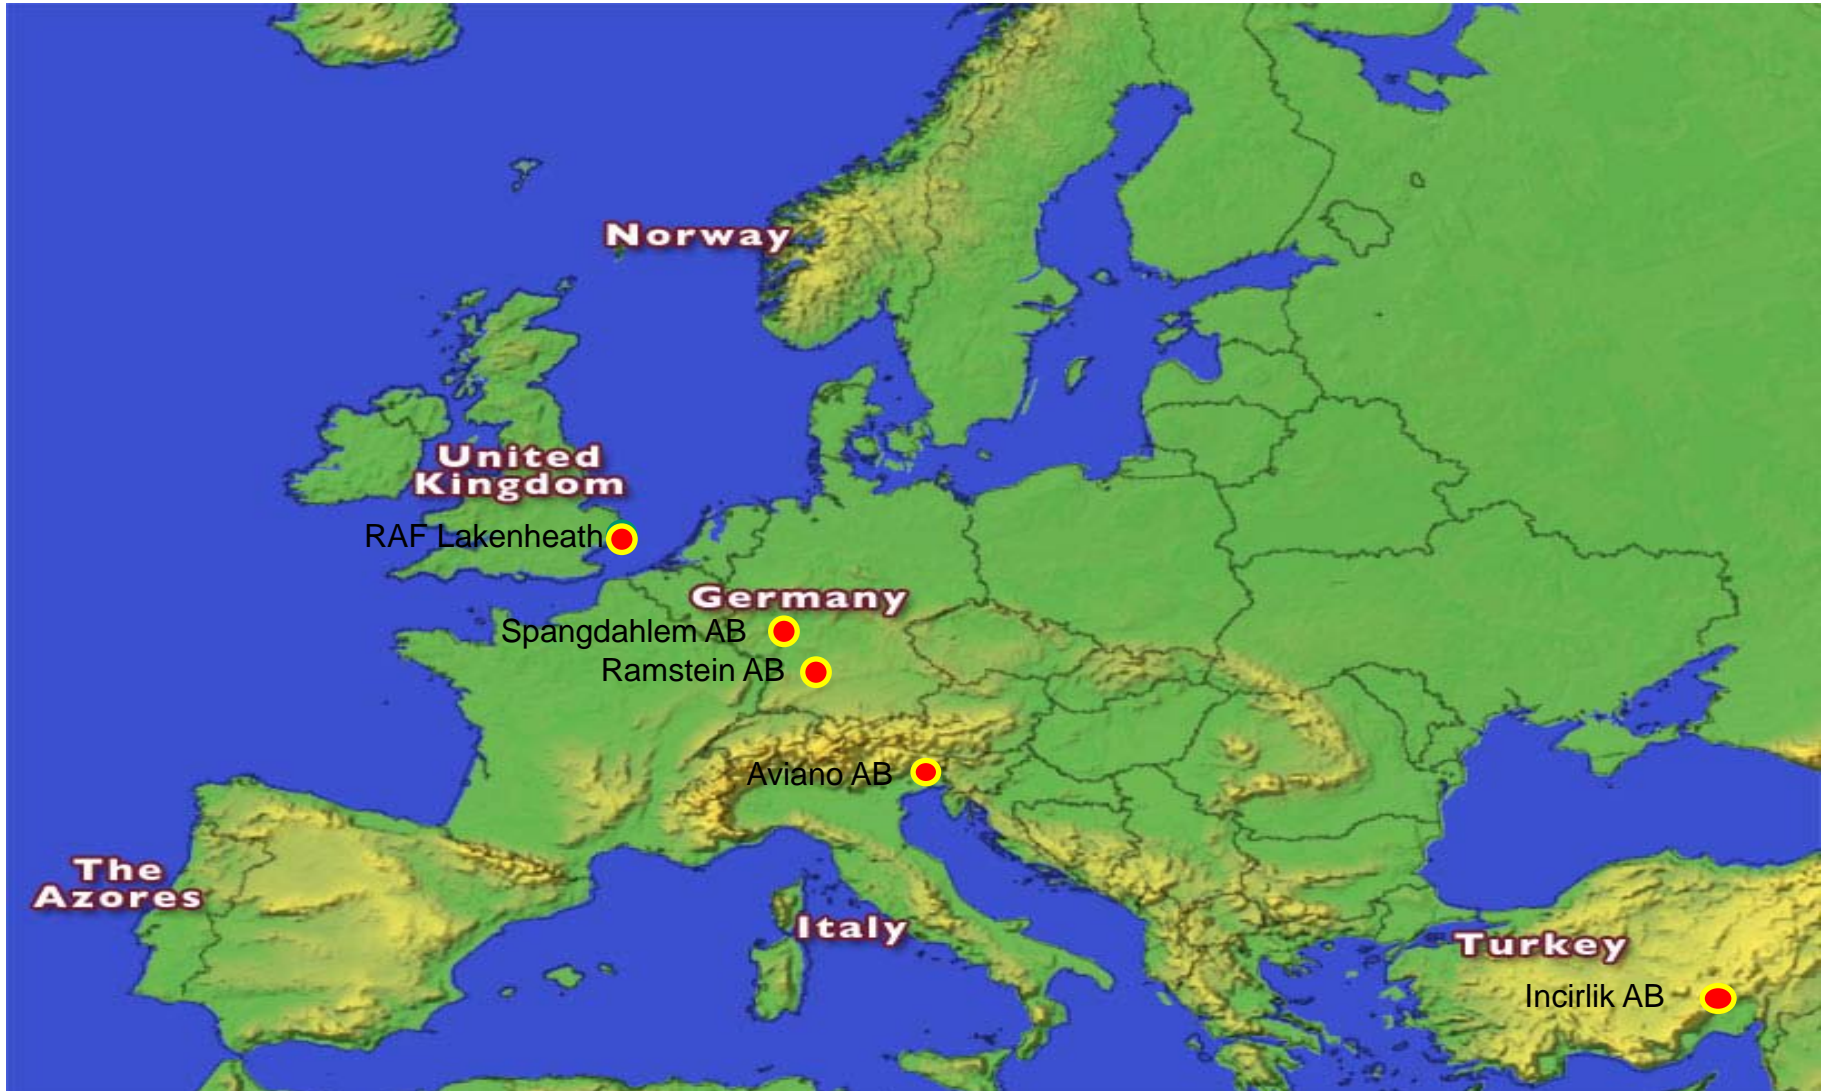 Norway
United
Kingdom
RAF Lakenheath
Germany
Spangdahlem AB
Ramstein AB
Aviano AB
The
Azores
Italy
Turkey
Incirlik AB